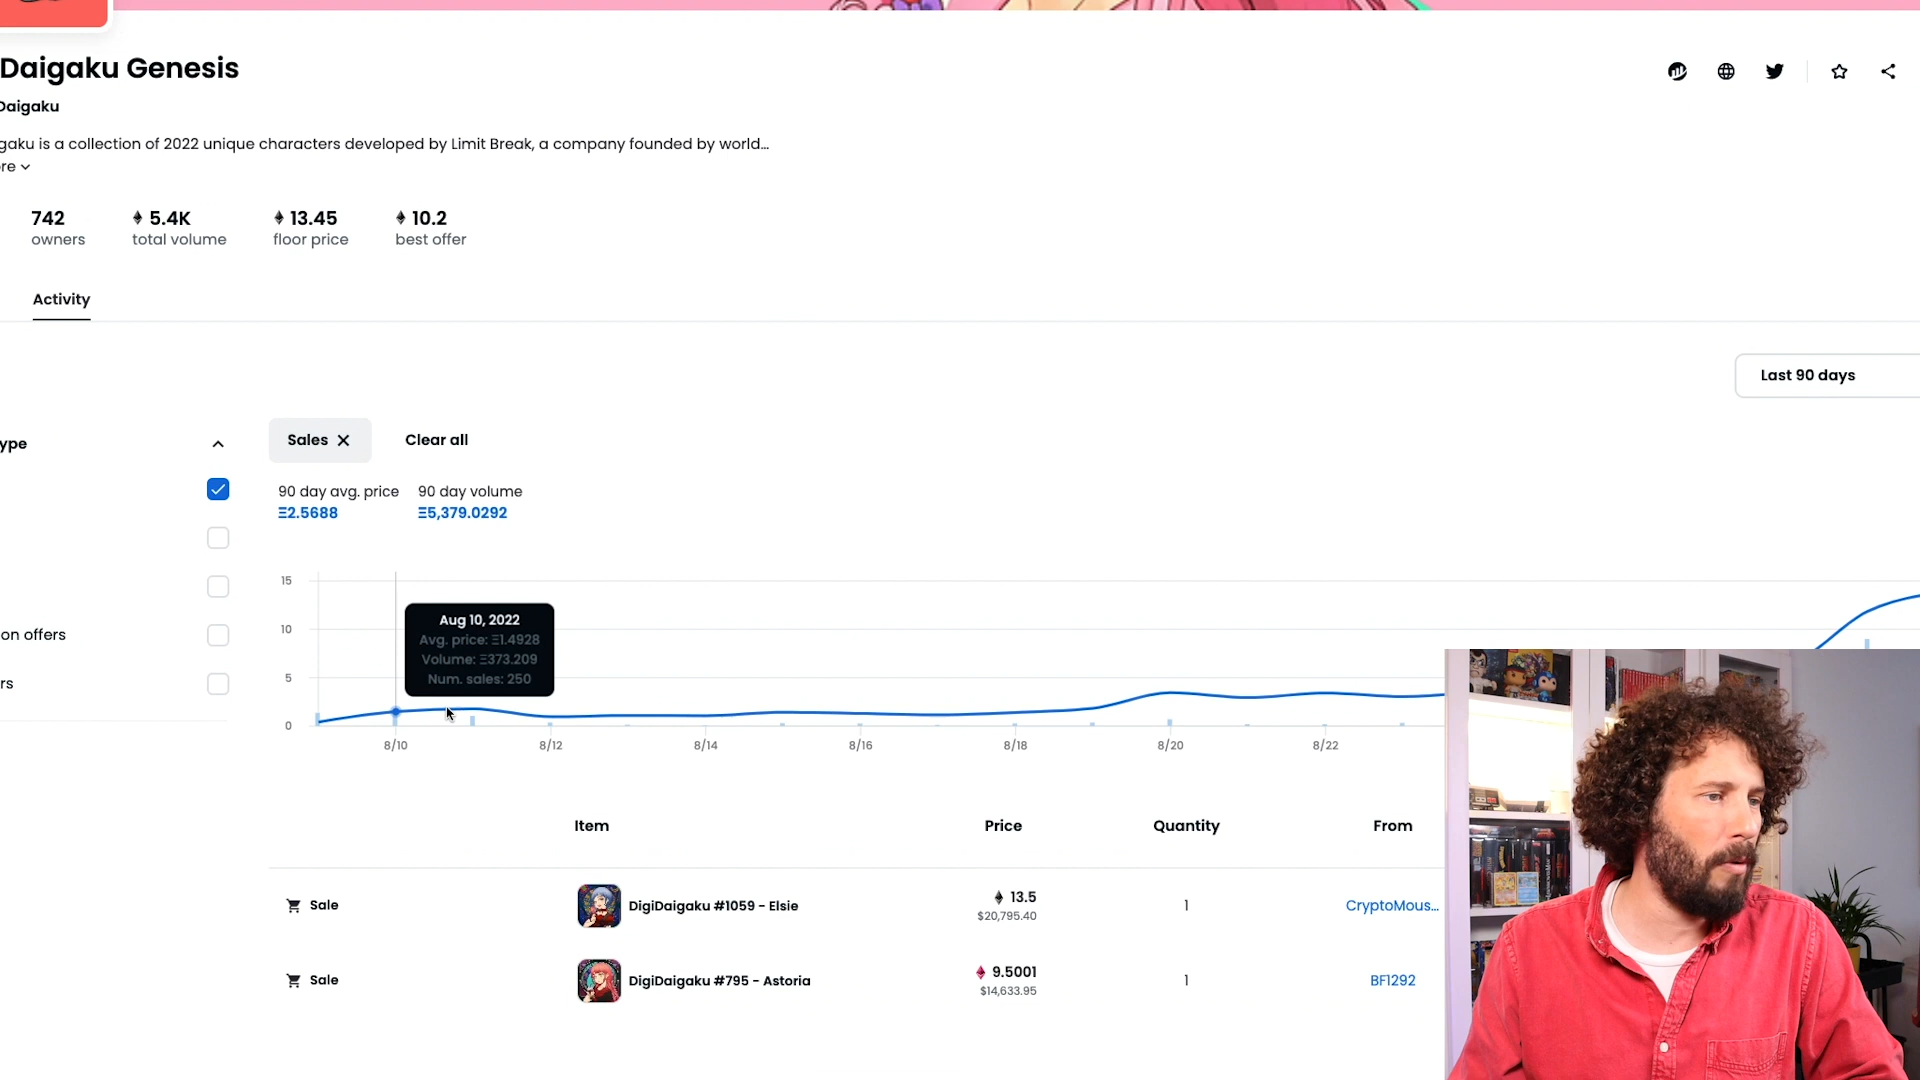 Daigaku Genesis
Daigaku
gaku is a collection of 2022 unique characters developed by Limit Break, a company founded by world…
re
742
owners
5.4K
total volume
13.45
floor price
10.2
best offer
Activity
Last 90 days
ype
Sales
Clear all
90 day avg. price
Ξ2.5688
90 day volume
Ξ5,379.0292
on offers
rs
15
10
5
0
Aug 10, 2022
Avg. price: Ξ1.4928
Volume: Ξ373.209
Num. sales: 250
8/10
8/12
8/14
8/16
8/18
8/20
8/22
Item
Price
Quantity
From
Sale
DigiDaigaku #1059 - Elsie
13.5
$20,795.40
1
CryptoMous…
Sale
DigiDaigaku #795 - Astoria
9.5001
$14,633.95
1
BF1292